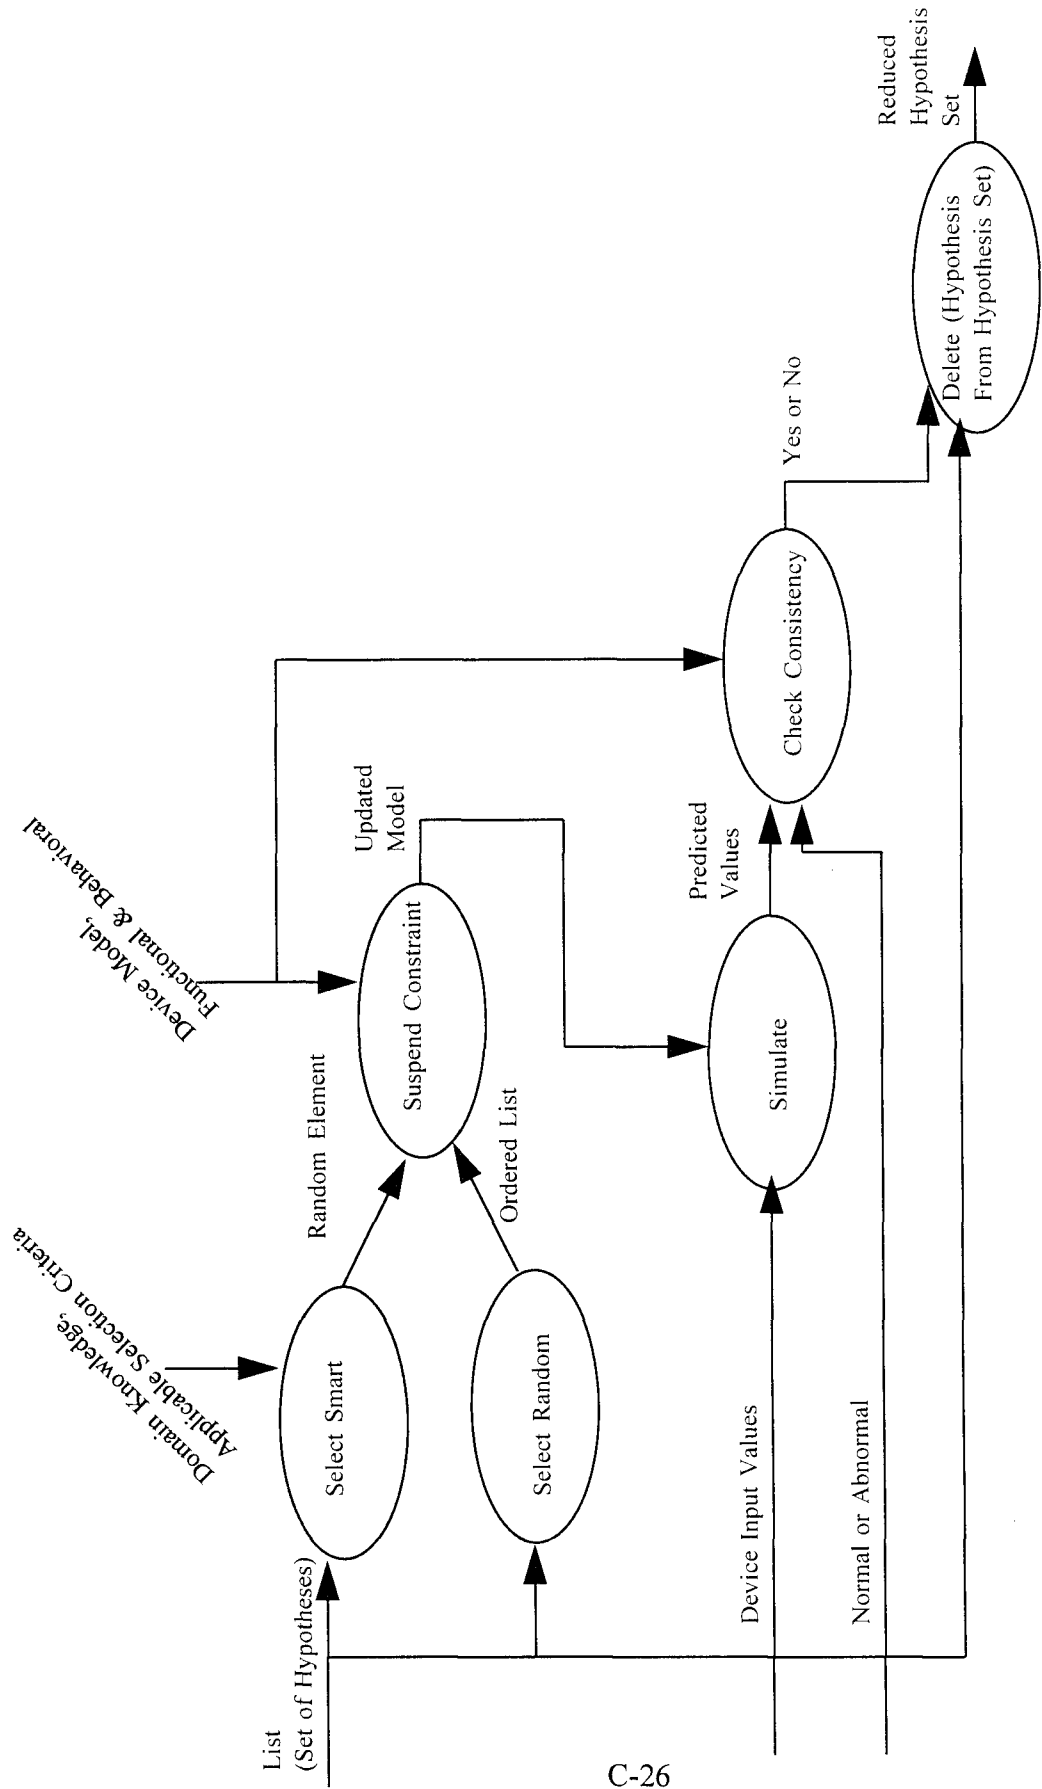 List
(Set of Hypotheses)
Domain Knowledge,
Applicable Selection Criteria
Select Smart
Select Random
Random Element
Ordered List
Device Model,
Functional & Behavioral
Suspend Constraint
Updated
Model
Device Input Values
Normal or Abnormal
Simulate
Predicted
Values
Check Consistency
Yes or No
Delete (Hypothesis
From Hypothesis Set)
Reduced
Hypothesis
Set
C-26